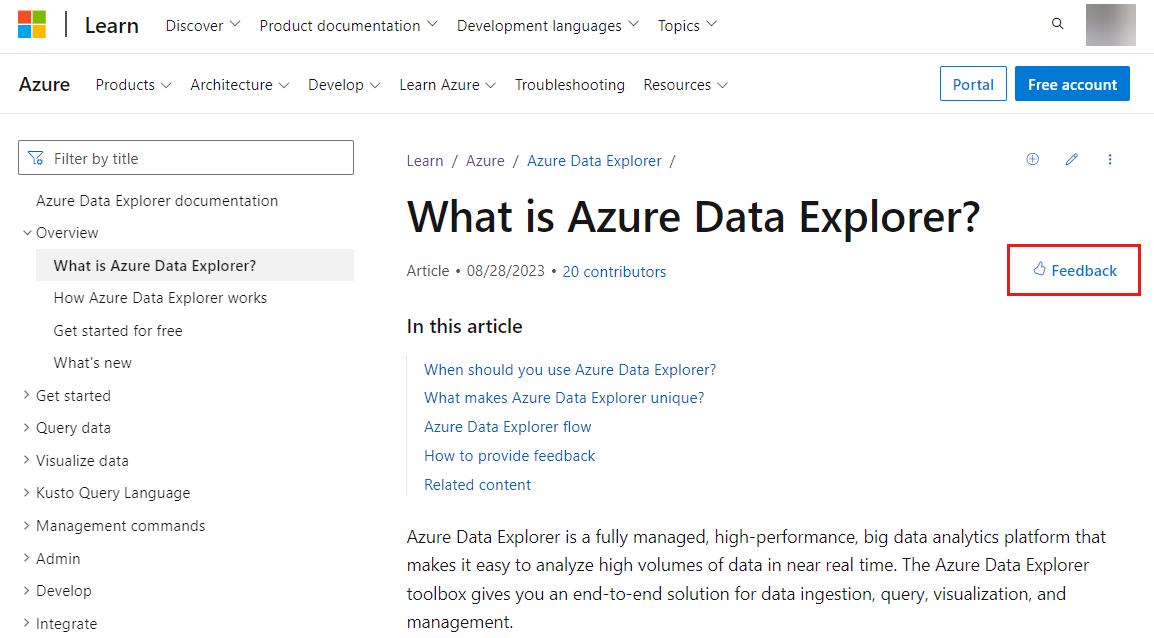 Learn Discover Product documentation Development languages Topics
Azure Products Architecture Develop Learn Azure Troubleshooting Resources Portal Free account
Filter by title
Azure Data Explorer documentation
Overview
What is Azure Data Explorer?
How Azure Data Explorer works
Get started for free
What's new
Get started
Query data
Visualize data
Kusto Query Language
Management commands
Admin
Develop
Integrate
Learn / Azure / Azure Data Explorer /
What is Azure Data Explorer?
Article • 08/28/2023 • 20 contributors
Feedback
In this article
When should you use Azure Data Explorer?
What makes Azure Data Explorer unique?
Azure Data Explorer flow
How to provide feedback
Related content
Azure Data Explorer is a fully managed, high-performance, big data analytics platform that
makes it easy to analyze high volumes of data in near real time. The Azure Data Explorer
toolbox gives you an end-to-end solution for data ingestion, query, visualization, and
management.